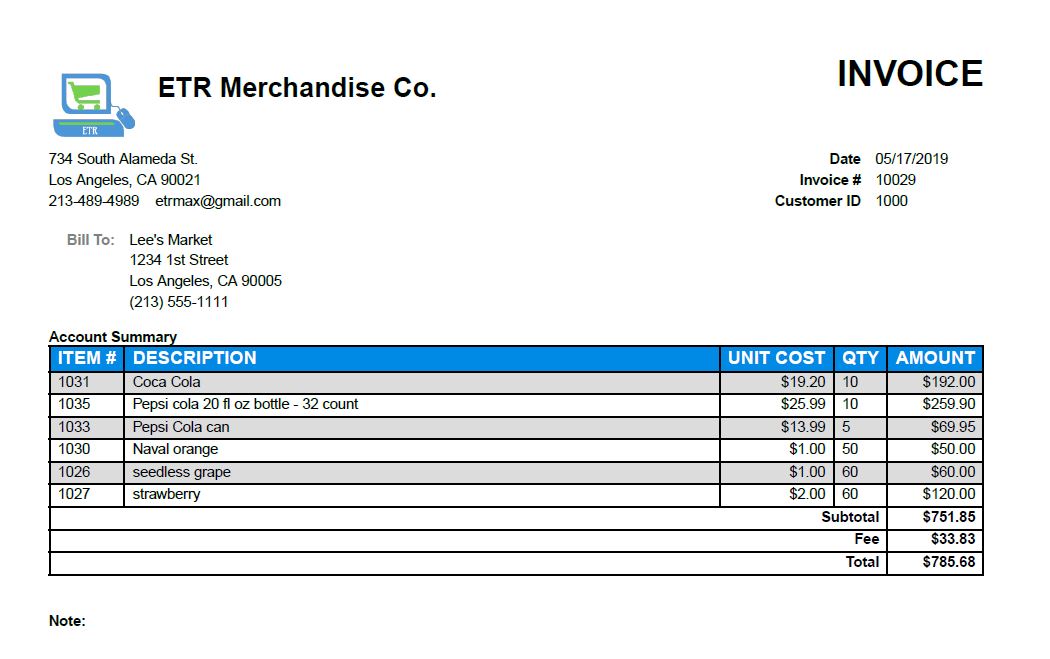 INVOICE
ETR Merchandise Co.
ETR
734 South Alameda St.
Los Angeles, CA 90021
213-489-4989 etrmax@gmail.com
Date 05/17/2019
Invoice # 10029
Customer ID 1000
Bill To: Lee's Market
1234 1st Street
Los Angeles, CA 90005
(213) 555-1111
Account Summary
ITEM # DESCRIPTION UNIT COST QTY AMOUNT
1031 Coca Cola $19.20 10 $192.00
1035 Pepsi cola 20 fl oz bottle - 32 count $25.99 10 $259.90
1033 Pepsi Cola can $13.99 5 $69.95
1030 Naval orange $1.00 50 $50.00
1026 seedless grape $1.00 60 $60.00
1027 strawberry $2.00 60 $120.00
Subtotal $751.85
Fee $33.83
Total $785.68
Note: